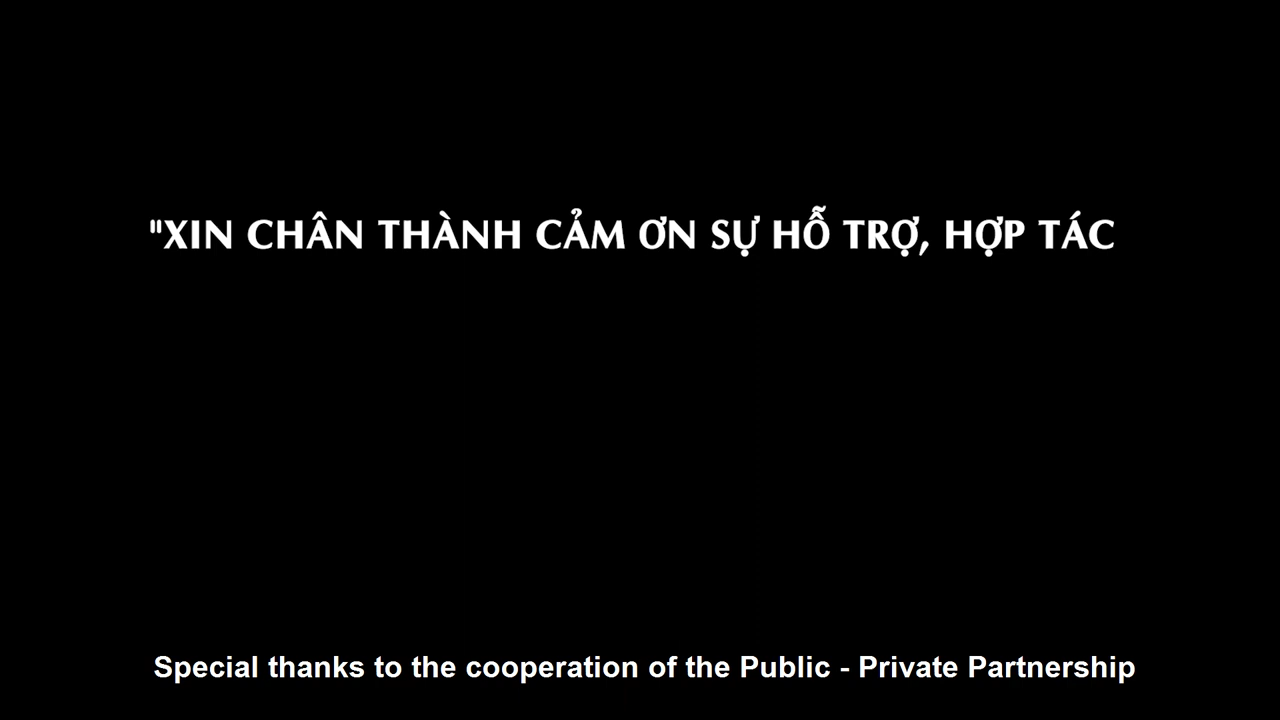 "XIN CHÂN THÀNH CẢM ƠN SỰ HỖ TRỢ, HỢP TÁC
Special thanks to the cooperation of the Public - Private Partnership